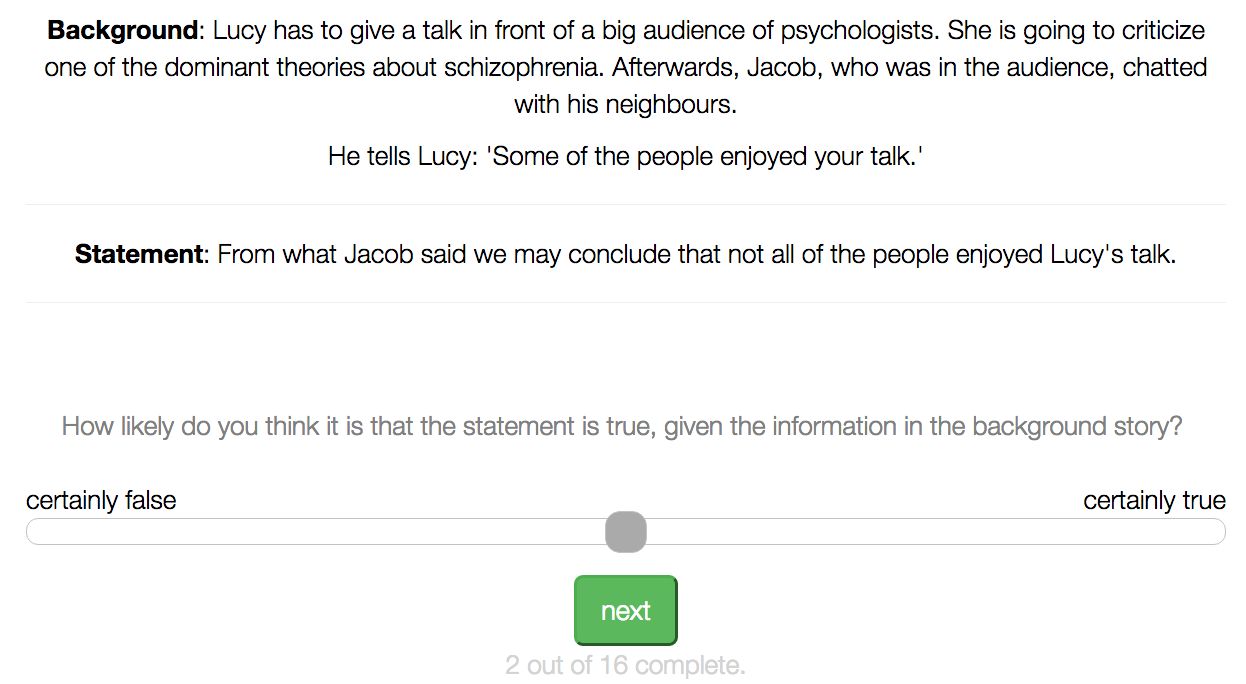 Background: Lucy has to give a talk in front of a big audience of psychologists. She is going to criticize
one of the dominant theories about schizophrenia. Afterwards, Jacob, who was in the audience, chatted
with his neighbours.
He tells Lucy: 'Some of the people enjoyed your talk.'
Statement: From what Jacob said we may conclude that not all of the people enjoyed Lucy's talk.
How likely do you think it is that the statement is true, given the information in the background story?
certainly false certainly true
next
2 out of 16 complete.